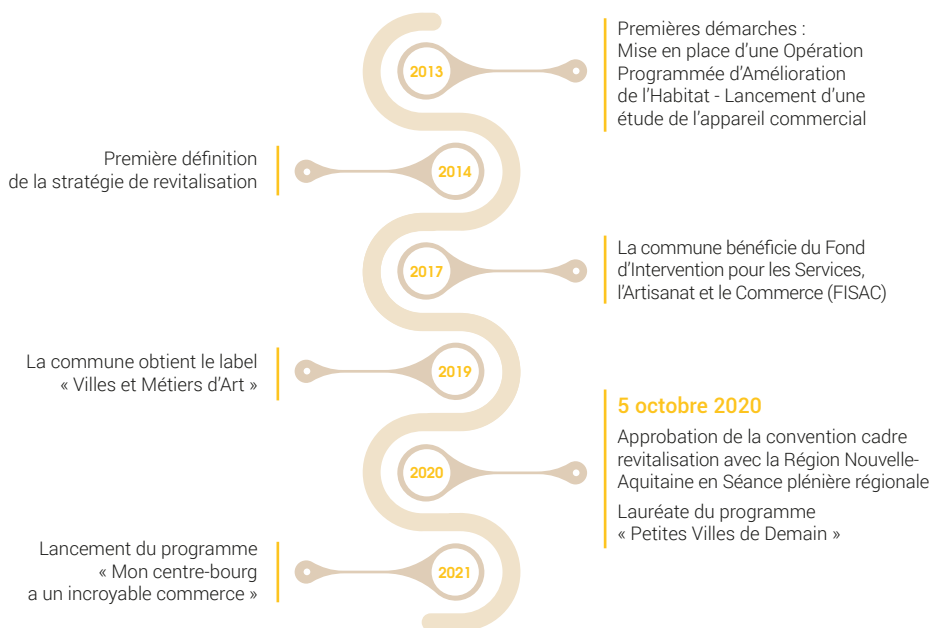 2013
Premières démarches :
Mise en place d'une Opération
Programmée d'Amélioration
de l'Habitat - Lancement d'une
étude de l'appareil commercial
Première définition
de la stratégie de revitalisation
2014
2017
La commune bénéficie du Fond
d'Intervention pour les Services,
l'Artisanat et le Commerce (FISAC)
La commune obtient le label
« Villes et Métiers d'Art »
2019
2020
5 octobre 2020
Approbation de la convention cadre
revitalisation avec la Région Nouvelle-
Aquitaine en Séance plénière régionale
Lauréate du programme
« Petites Villes de Demain »
Lancement du programme
« Mon centre-bourg
a un incroyable commerce »
2021